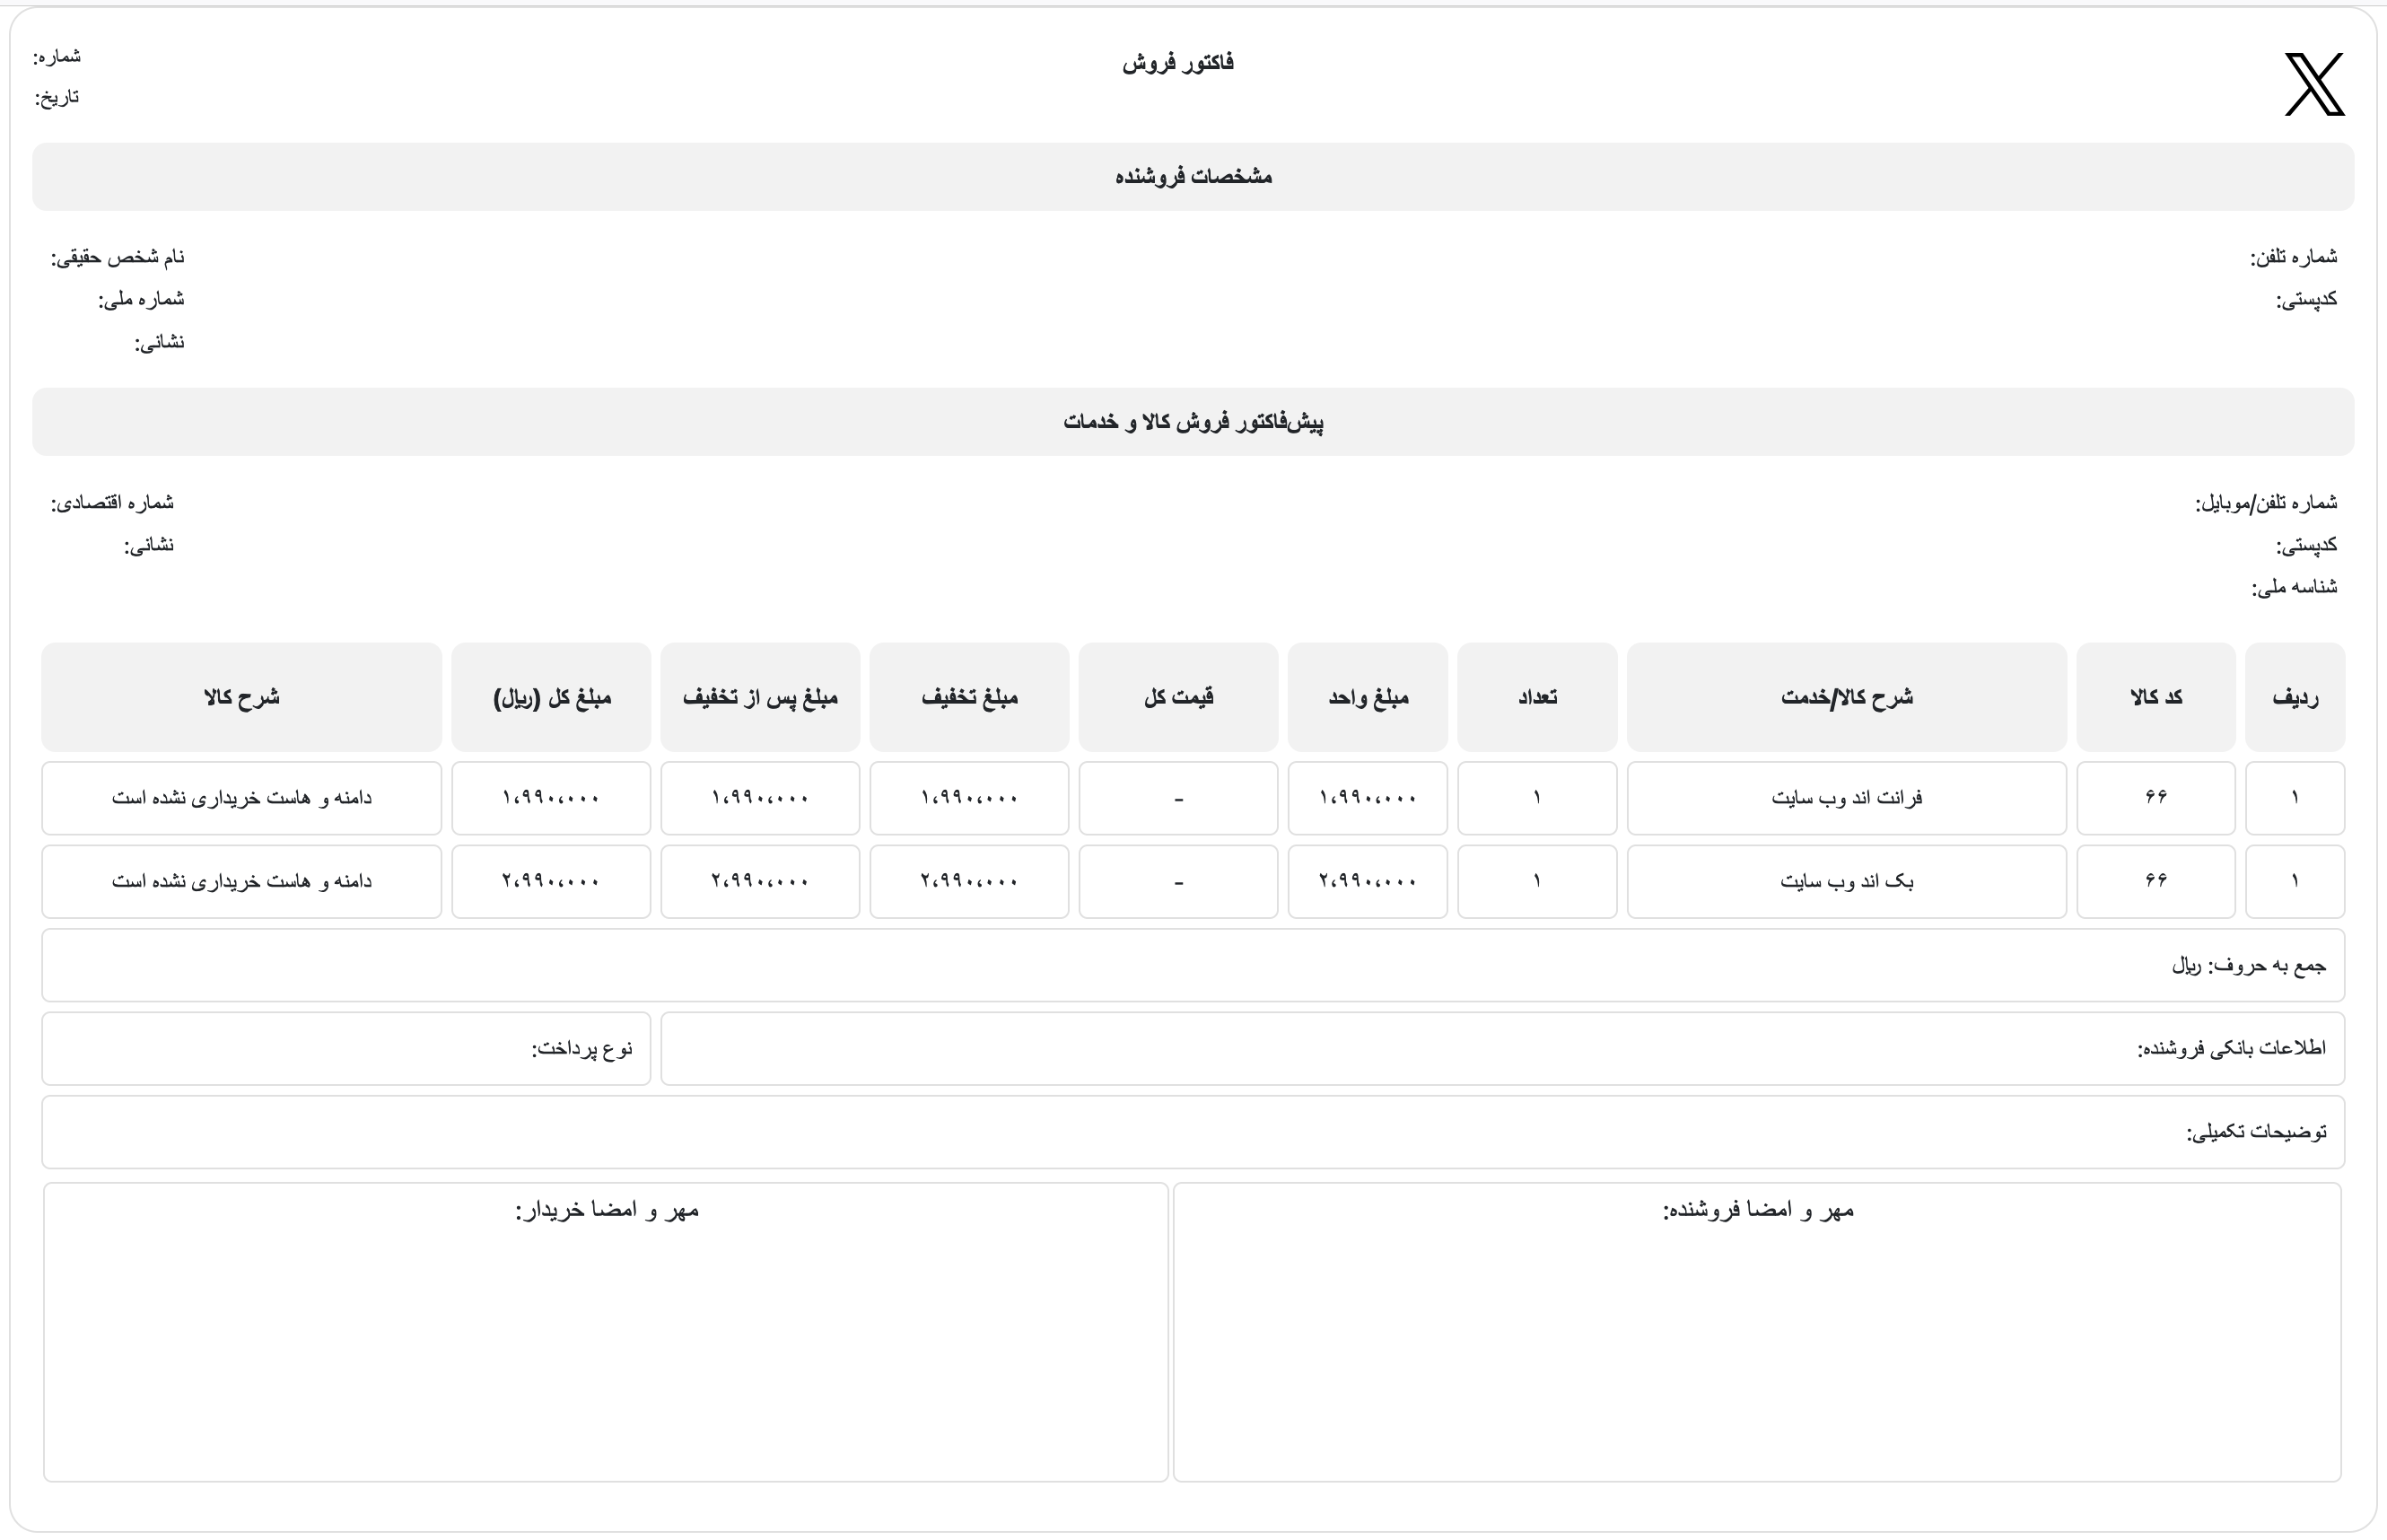 فاکتور فروش
شماره:
تاریخ:
مشخصات فروشنده
شماره تلفن:
نام شخص حقیقی:
کدپستی:
شماره ملی:
نشانی:
پیش‌فاکتور فروش کالا و خدمات
شماره تلفن/موبایل:
شماره اقتصادی:
کدپستی:
نشانی:
شناسه ملی:
ردیف کد کالا شرح کالا/خدمت تعداد مبلغ واحد قیمت کل مبلغ تخفیف مبلغ پس از تخفیف مبلغ کل (ریال) شرح کالا
۱ ۶۶ فرانت اند وب سایت ۱ ۱،۹۹۰،۰۰۰ - ۱،۹۹۰،۰۰۰ ۱،۹۹۰،۰۰۰ ۱،۹۹۰،۰۰۰ دامنه و هاست خریداری نشده است
۱ ۶۶ بک اند وب سایت ۱ ۲،۹۹۰،۰۰۰ - ۲،۹۹۰،۰۰۰ ۲،۹۹۰،۰۰۰ ۲،۹۹۰،۰۰۰ دامنه و هاست خریداری نشده است
جمع به حروف: ریال
اطلاعات بانکی فروشنده: نوع پرداخت:
توضیحات تکمیلی:
مهر و امضا فروشنده: مهر و امضا خریدار: